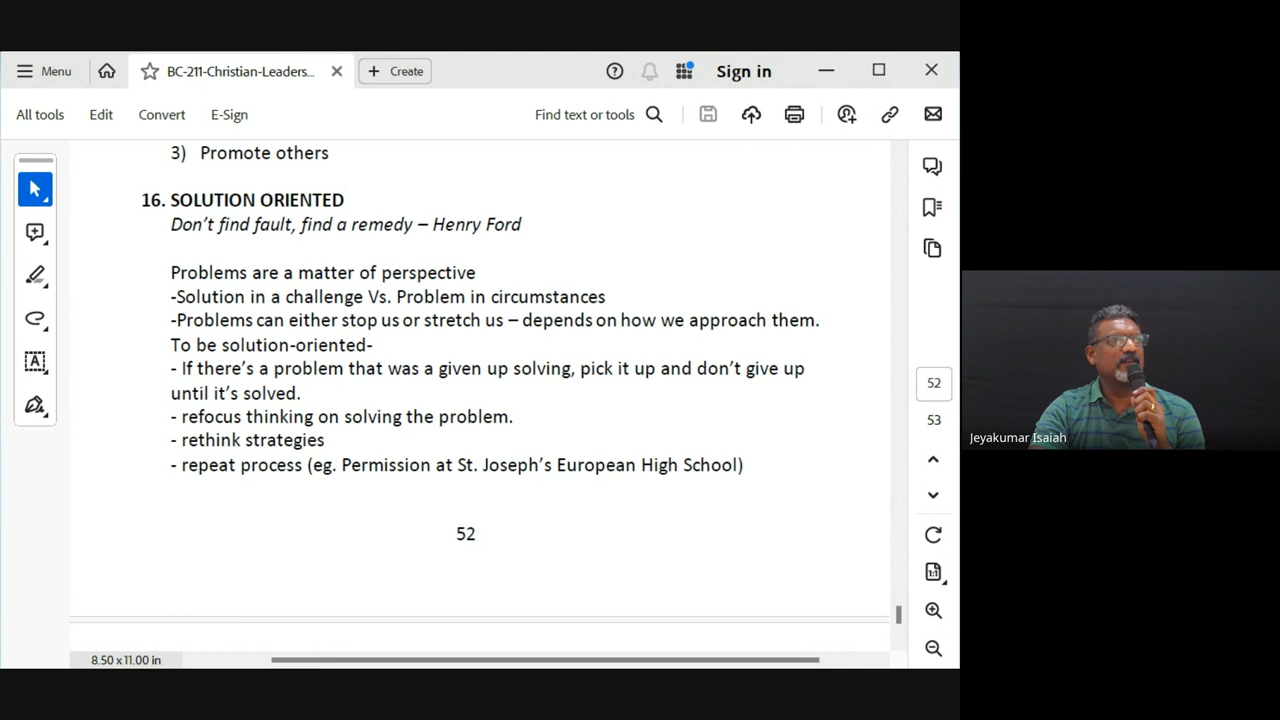 Menu
BC-211-Christian-Leaders...
Create
Sign in
All tools
Edit
Convert
E-Sign
Find text or tools
3) Promote others
16. SOLUTION ORIENTED
Don't find fault, find a remedy – Henry Ford
Problems are a matter of perspective
-Solution in a challenge Vs. Problem in circumstances
-Problems can either stop us or stretch us – depends on how we approach them.
To be solution-oriented-
- If there's a problem that was a given up solving, pick it up and don't give up
until it's solved.
- refocus thinking on solving the problem.
- rethink strategies
- repeat process (eg. Permission at St. Joseph's European High School)
52
52
53
1:1
8.50 x 11.00 in
Jeyakumar Isaiah